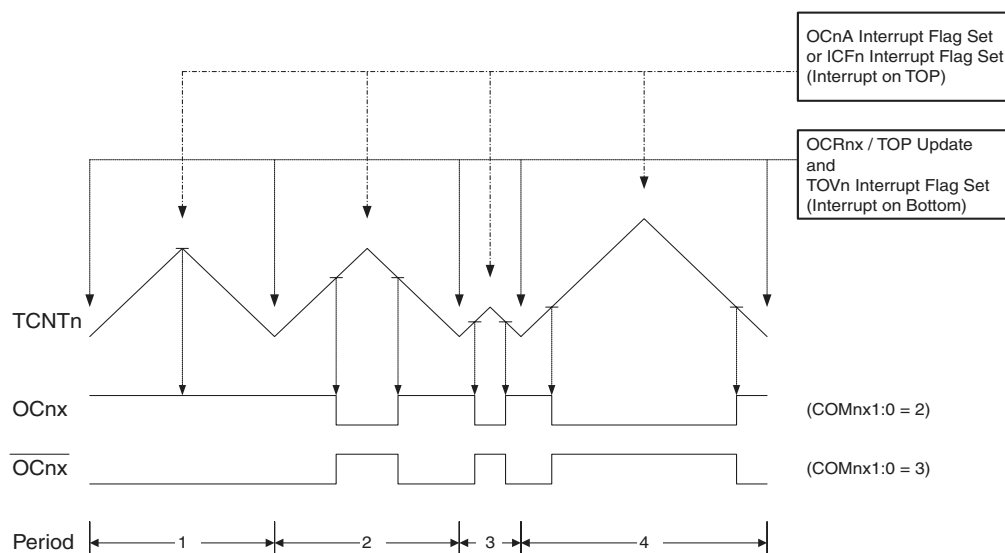 OCnA Interrupt Flag Set
or ICFn Interrupt Flag Set
(Interrupt on TOP)
OCRnx / TOP Update
and
TOVn Interrupt Flag Set
(Interrupt on Bottom)
TCNTn
OCnx
(COMnx1:0 = 2)
OCnx
(COMnx1:0 = 3)
Period
1
2
3
4